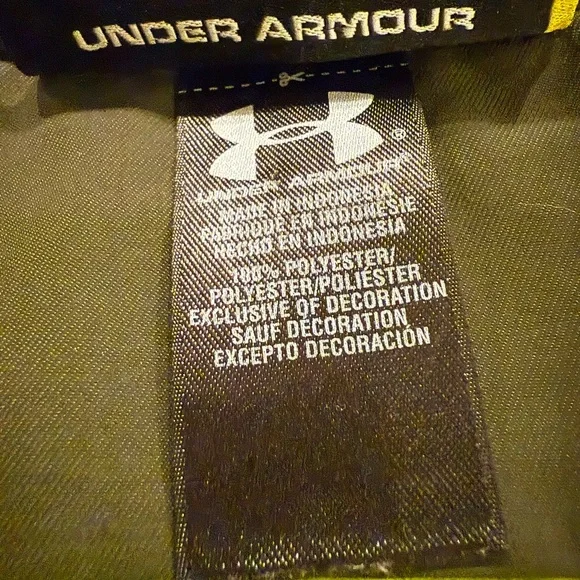 UNDER ARMOUR
®
UNDER ARMOUR
MADE IN INDONESIA
FABRIQUÉ EN INDONESIE
HECHO EN INDONESIA
100% POLYESTER/
POLYESTER/POLIÉSTER
EXCLUSIVE OF DECORATION
SAUF DÉCORATION
EXCEPTO DECORACIÓN